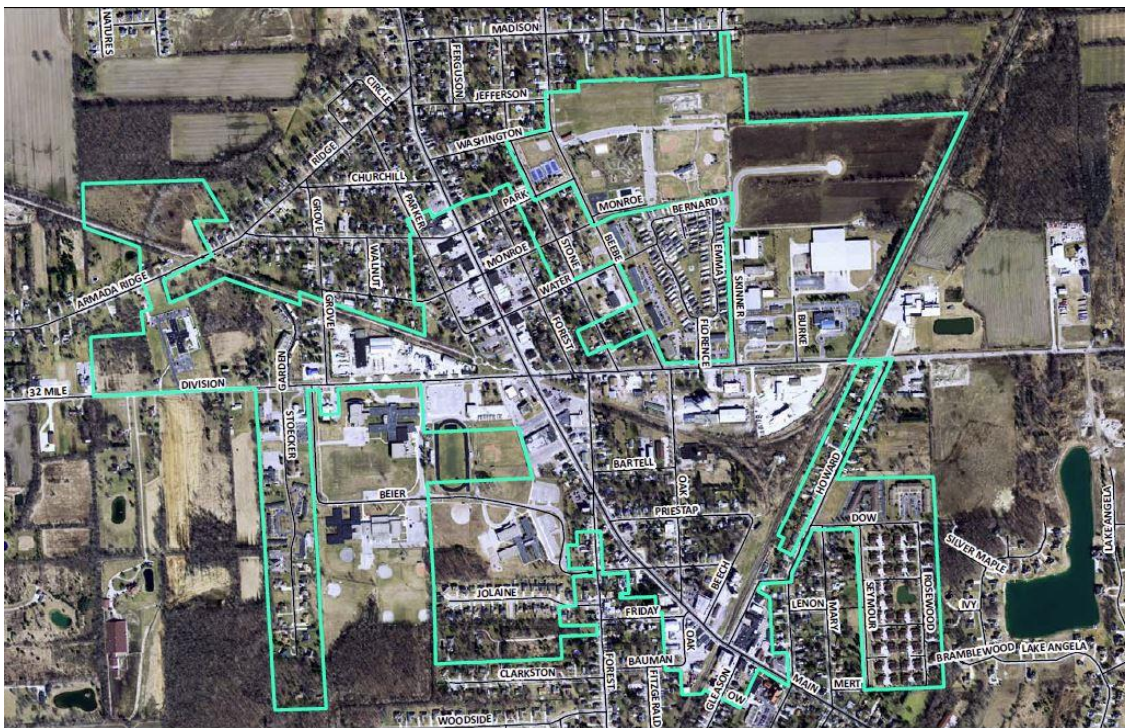 NATURES
MADISON
FERGUSON
CIRCLE
JEFFERSON
WASHINGTON
RIDGE
CHURCHILL
PARK
PARKER
GROVE
MONROE
BERNARD
WALNUT
MONROE
STONE
BEEBE
EMMA
ARMADA RIDGE
WATER
SKINNER
GROVE
FOREST
FLORENCE
BURKE
GARDEN
32 MILE
DIVISION
STOECKER
HOWARD
BARTELL
OAK
BEIER
PRIESTAP
DOW
SILVER MAPLE
LAKE ANGELA
BEECH
JOLAINE
FRIDAY
LENON
MARY
SEYMOUR
ROSEWOOD
IVY
OAK
BAUMAN
FOREST
CLARKSTON
FITZGERALD
GLEASON
MAIN
MERT
BRAMBLEWOOD
LAKE ANGELA
WOODSIDE